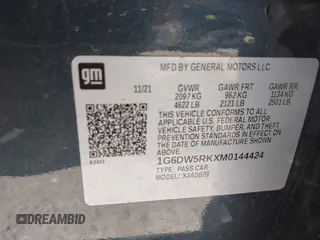 gm
MFD BY GENERAL MOTORS LLC
11/21
GVWR GAWR FRT GAWR RR
2097 KG 962 KG 1134 KG
4622 LB 2121 LB 2501 LB
THIS VEHICLE CONFORMS TO ALL
APPLICABLE U.S. FEDERAL MOTOR
VEHICLE SAFETY, BUMPER, AND THEFT
PREVENTION STANDARDS IN EFFECT ON
THE DATE OF MANUFACTURE SHOWN ABOVE.
1G6DW5RKXM0144424
TYPE: PASS CAR
MODEL: X46DB79